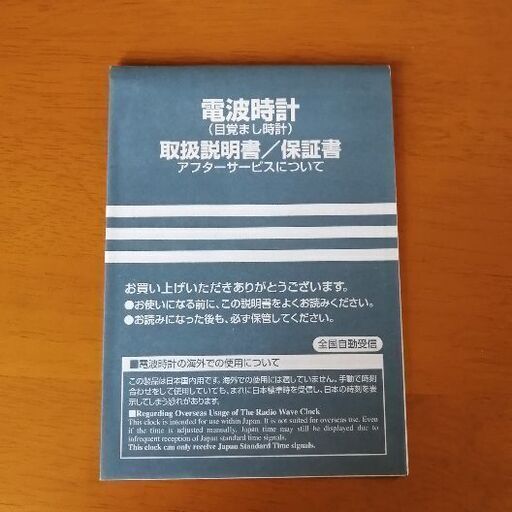 電波時計
(目覚まし時計)
取扱説明書／保証書
アフターサービスについて
お買い上げいただきありがとうございます。
●お使いになる前に、この説明書をよくお読みください。
●お読みになった後も、必ず保管してください。
全国自動受信
■電波時計の海外での使用について
この製品は日本国内用です。海外での使用には適していません。手動で時刻
合わせをして使用していても、まれに日本標準時を受信し、日本の時刻を表
示してしまう恐れがあります。
■Regarding Overseas Usage of The Radio Wave Clock
This clock is intended for use within Japan. It is not suited for overseas use. Even
if the time is adjusted manually, Japan time may still be displayed due to
infrequent reception of Japan standard time signals.
This clock can only receive Japan Standard Time signals.